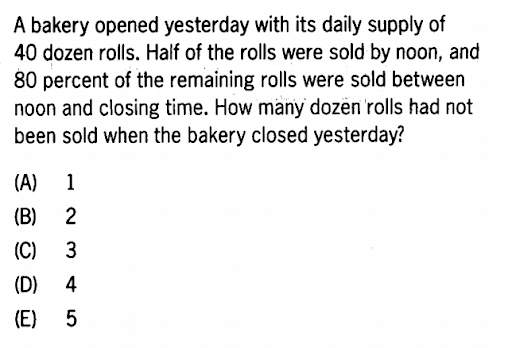 A bakery opened yesterday with its daily supply of
40 dozen rolls. Half of the rolls were sold by noon, and
80 percent of the remaining rolls were sold between
noon and closing time. How many dozen rolls had not
been sold when the bakery closed yesterday?
(A) 1
(B) 2
(C) 3
(D) 4
(E) 5